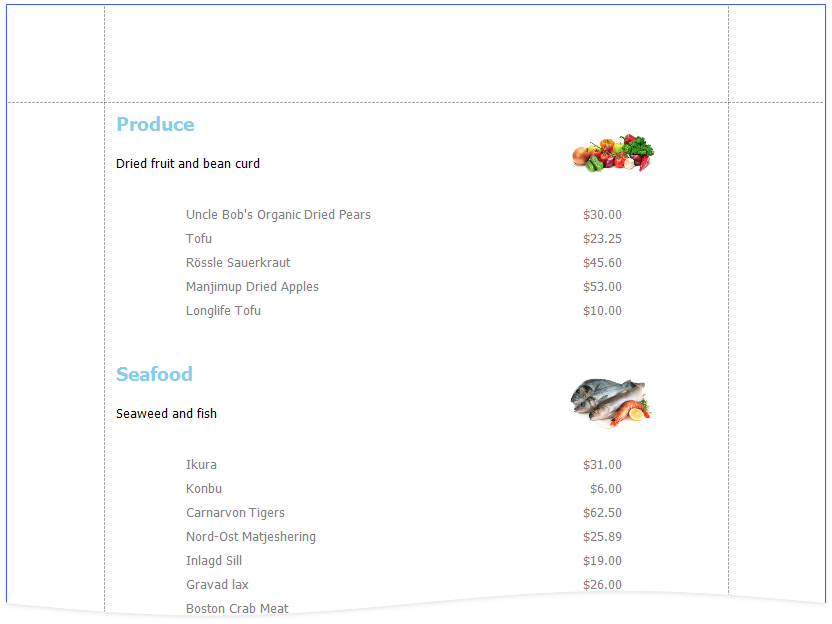 Produce
Dried fruit and bean curd
Uncle Bob's Organic Dried Pears $30.00
Tofu $23.25
Rössle Sauerkraut $45.60
Manjimup Dried Apples $53.00
Longlife Tofu $10.00
Seafood
Seaweed and fish
Ikura $31.00
Konbu $6.00
Carnarvon Tigers $62.50
Nord-Ost Matjeshering $25.89
Inlagd Sill $19.00
Gravad lax $26.00
Boston Crab Meat